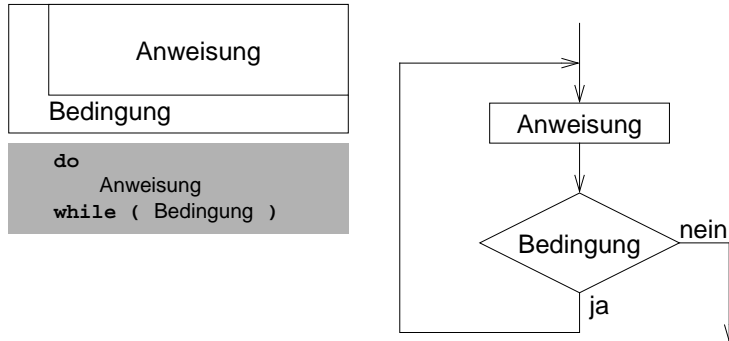 Anweisung
Bedingung
do
Anweisung
while ( Bedingung )
Anweisung
Bedingung
nein
ja